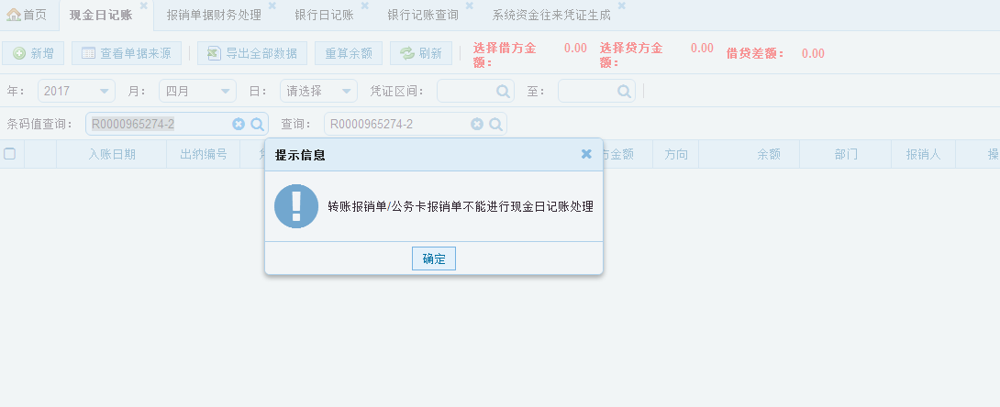 首页 现金日记账 报销单据财务处理 银行日记账 银行记账查询 系统资金往来凭证生成
新增 查看单据来源 导出全部数据 重算余额 刷新 选择借方金额: 0.00 选择贷方金额: 0.00 借贷差额: 0.00
年: 2017 月: 四月 日: 请选择 凭证区间: 至:
条码值查询: R0000965274-2 查询: R0000965274-2
入账日期 出纳编号 方金额 方向 余额 部门 报销人 操
提示信息
转账报销单/公务卡报销单不能进行现金日记账处理
确定